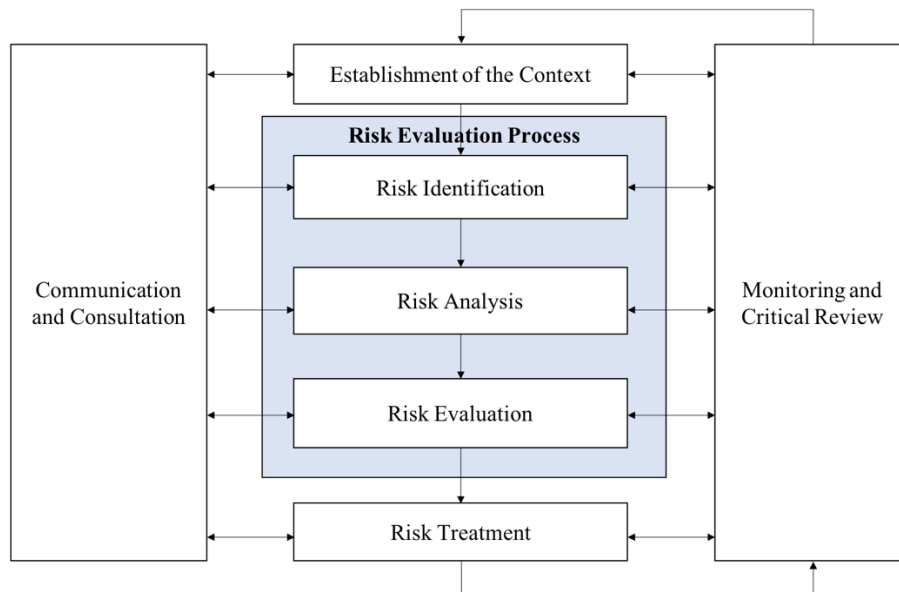 Establishment of the Context
Risk Evaluation Process
Risk Identification
Risk Analysis
Risk Evaluation
Risk Treatment
Communication
and Consultation
Monitoring and
Critical Review